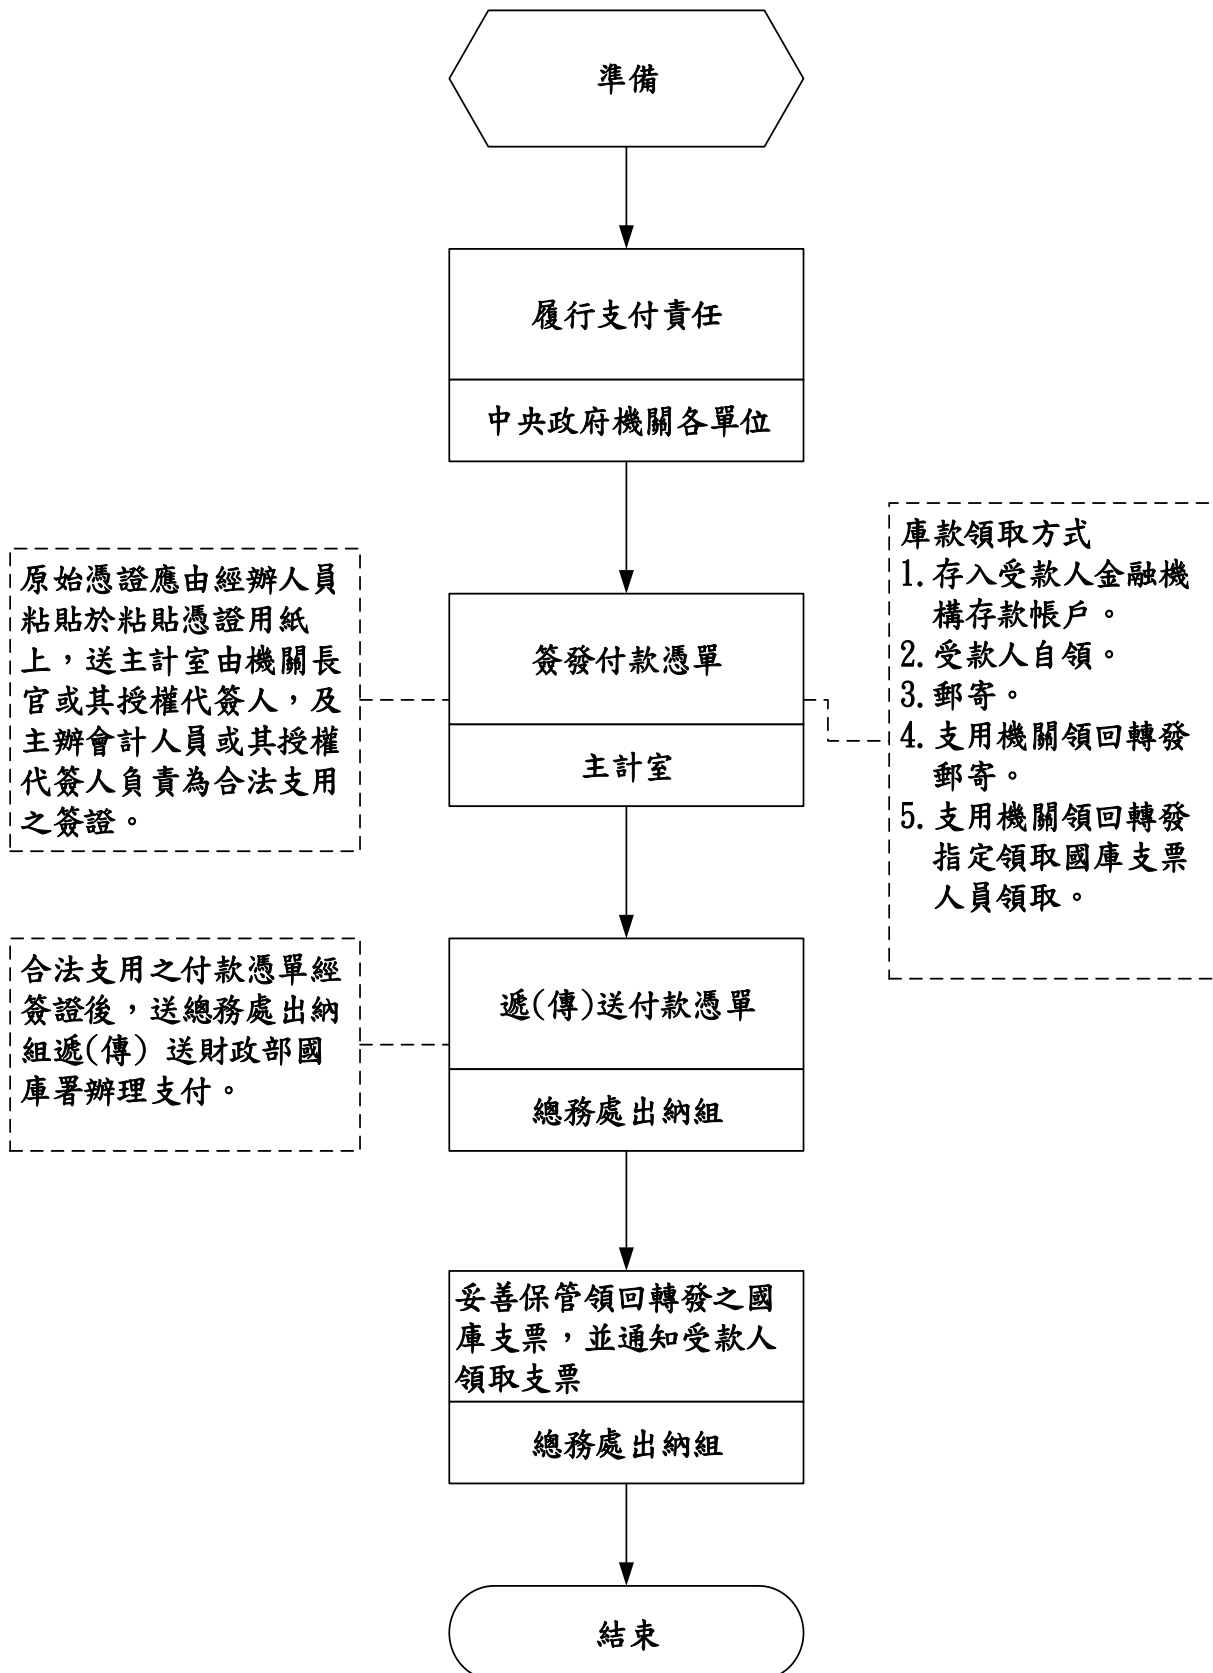 準備
履行支付責任
中央政府機關各單位
原始憑證應由經辦人員
粘貼於粘貼憑證用紙
上，送主計室由機關長
官或其授權代簽人，及
主辦會計人員或其授權
代簽人負責為合法支用
之簽證。
簽發付款憑單
主計室
庫款領取方式
1. 存入受款人金融機
構存款帳戶。
2. 受款人自領。
3. 郵寄。
4. 支用機關領回轉發
郵寄。
5. 支用機關領回轉發
指定領取國庫支票
人員領取。
合法支用之付款憑單經
簽證後，送總務處出納
組遞(傳) 送財政部國
庫署辦理支付。
遞(傳)送付款憑單
總務處出納組
妥善保管領回轉發之國
庫支票，並通知受款人
領取支票
總務處出納組
結束